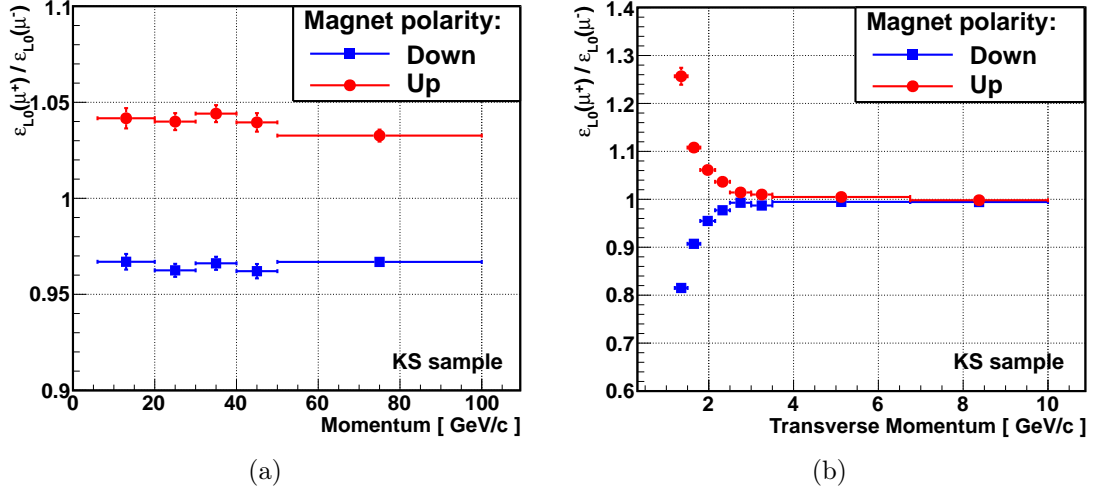 ε_L0(μ⁺) / ε_L0(μ⁻)
1.1
1.05
1
0.95
0.9
Magnet polarity:
Down
Up
KS sample
0 20 40 60 80 100
Momentum [ GeV/c ]
(a)
ε_L0(μ⁺) / ε_L0(μ⁻)
1.4
1.3
1.2
1.1
1
0.9
0.8
0.7
0.6
Magnet polarity:
Down
Up
KS sample
2 4 6 8 10
Transverse Momentum [ GeV/c ]
(b)